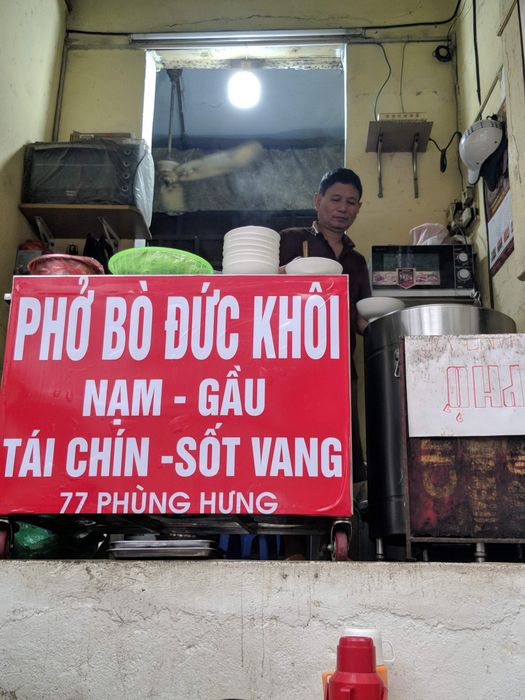 PHỞ BÒ ĐỨC KHÔI
NẠM - GẦU
TÁI CHÍN -SỐT VANG
77 PHÙNG HƯNG